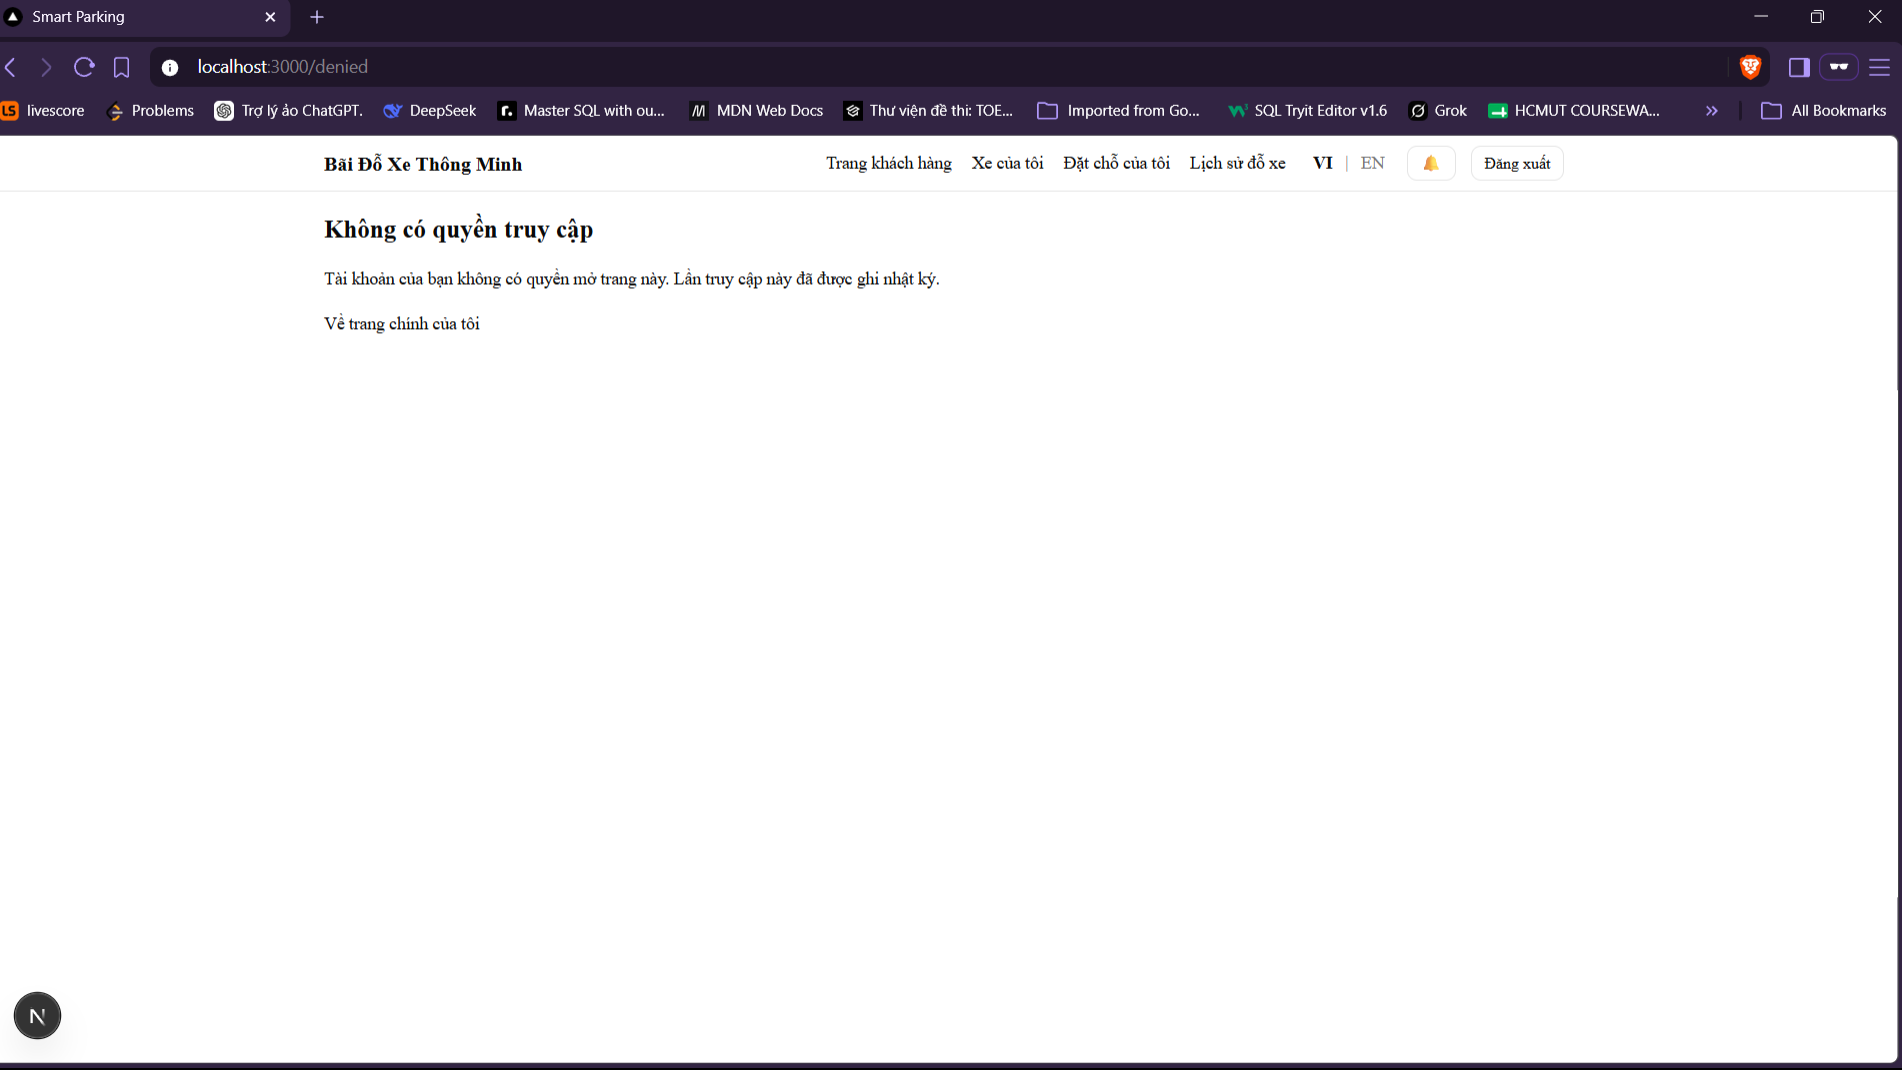 Smart Parking
localhost:3000/denied
livescore
Problems
Trợ lý ảo ChatGPT.
DeepSeek
Master SQL with ou...
MDN Web Docs
Thư viện đề thi: TOE...
Imported from Go...
SQL Tryit Editor v1.6
Grok
HCMUT COURSEWA...
All Bookmarks
Bãi Đỗ Xe Thông Minh
Trang khách hàng
Xe của tôi
Đặt chỗ của tôi
Lịch sử đỗ xe
VI | EN
Đăng xuất
Không có quyền truy cập
Tài khoản của bạn không có quyền mở trang này. Lần truy cập này đã được ghi nhật ký.
Về trang chính của tôi
N